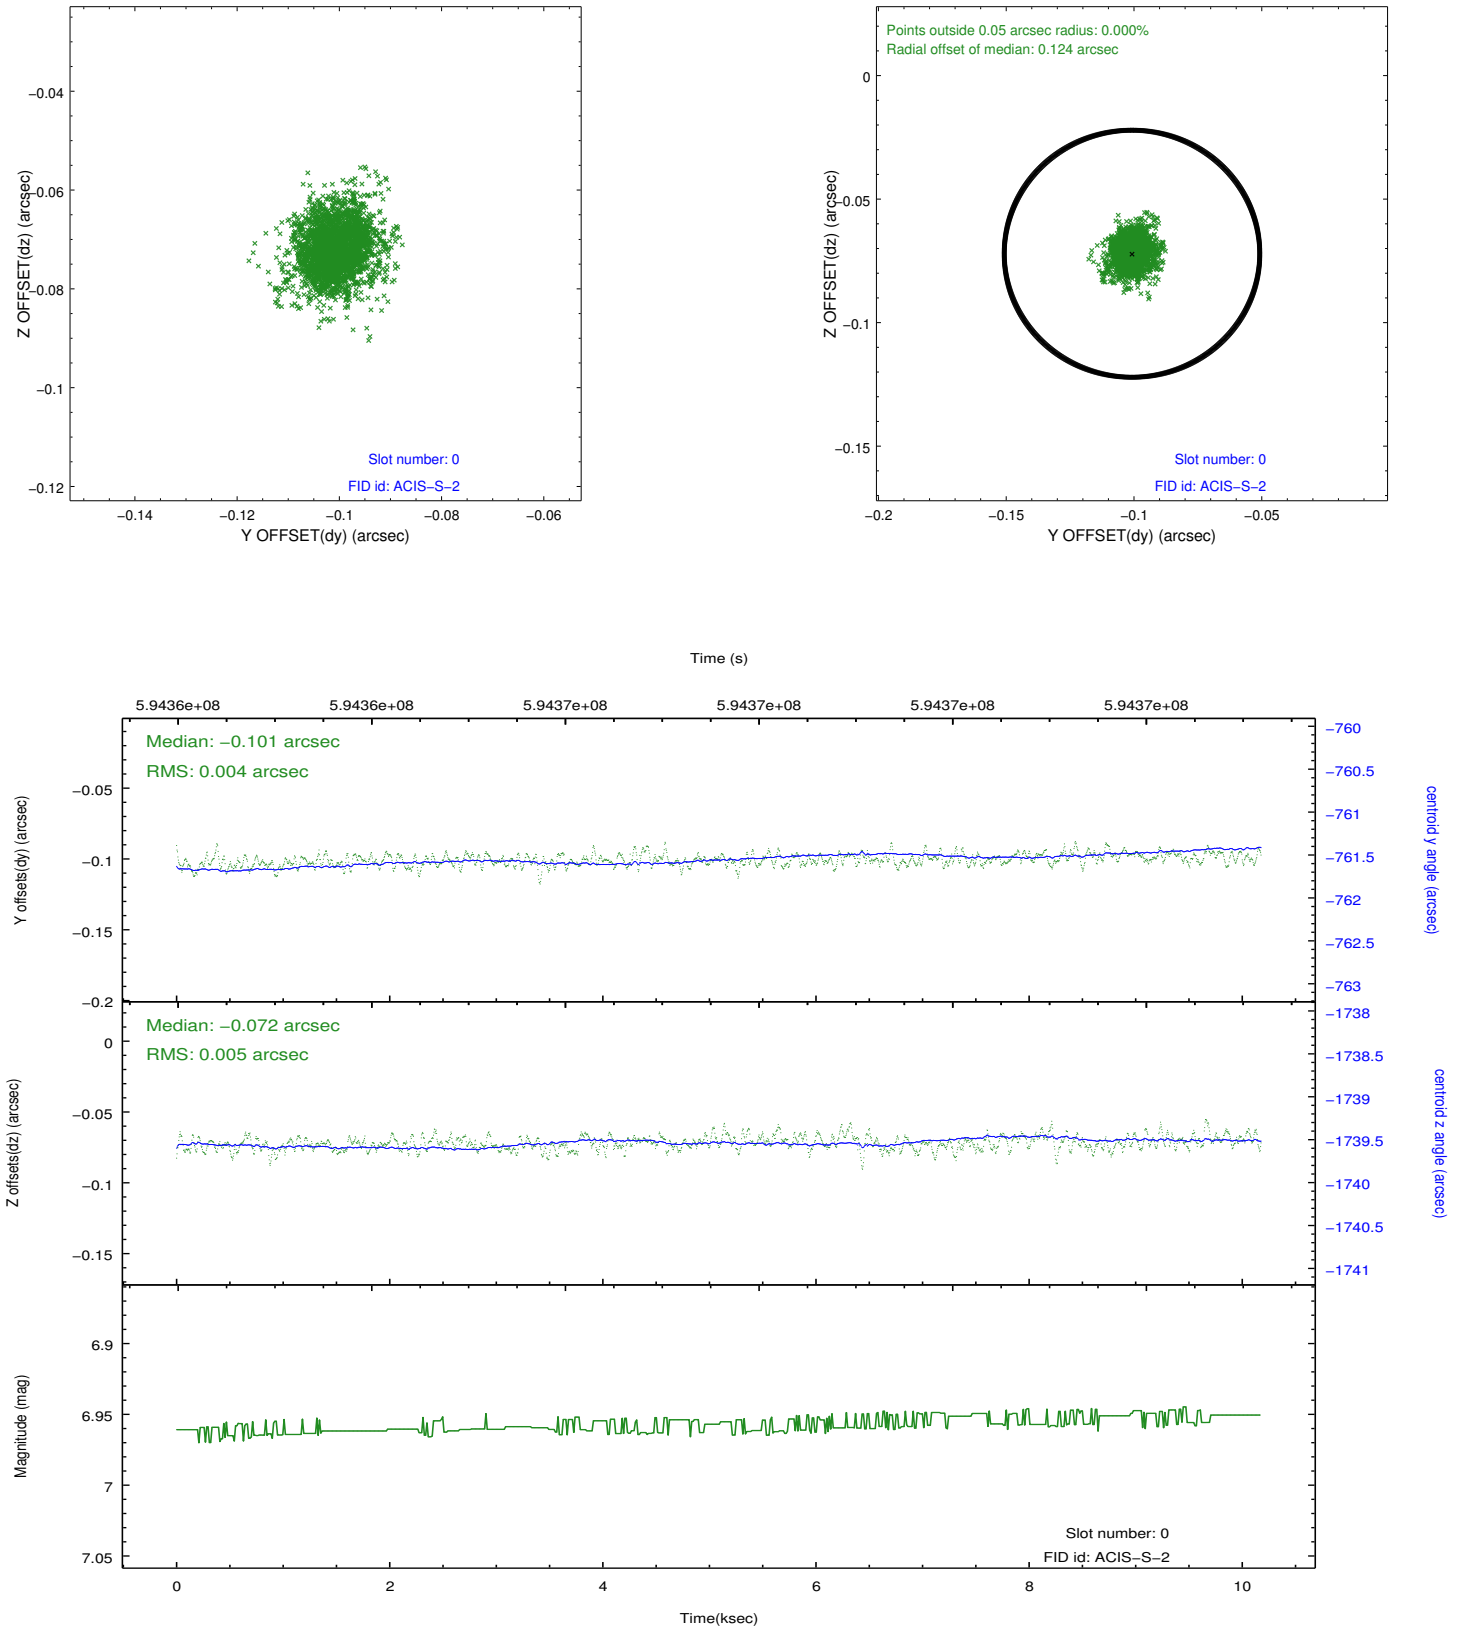 −0.04
−0.06
−0.08
−0.1
−0.12
Z OFFSET(dz) (arcsec)
Slot number: 0
FID id: ACIS−S−2
−0.14
−0.12
−0.1
−0.08
−0.06
Y OFFSET(dy) (arcsec)
Points outside 0.05 arcsec radius: 0.000%
Radial offset of median: 0.124 arcsec
0
−0.05
−0.1
−0.15
Z OFFSET(dz) (arcsec)
Slot number: 0
FID id: ACIS−S−2
−0.2
−0.15
−0.1
−0.05
Y OFFSET(dy) (arcsec)
Time (s)
5.9436e+08
5.9436e+08
5.9437e+08
5.9437e+08
5.9437e+08
5.9437e+08
Median: −0.101 arcsec
RMS: 0.004 arcsec
−0.05
−0.1
−0.15
−0.2
Y offsets(dy) (arcsec)
−760
−760.5
−761
−761.5
−762
−762.5
−763
centroid y angle (arcsec)
Median: −0.072 arcsec
RMS: 0.005 arcsec
0
−0.05
−0.1
−0.15
Z offsets(dz) (arcsec)
−1738
−1738.5
−1739
−1739.5
−1740
−1740.5
−1741
centroid z angle (arcsec)
6.9
6.95
7
7.05
Magnitude (mag)
Slot number: 0
FID id: ACIS−S−2
0
2
4
6
8
10
Time(ksec)